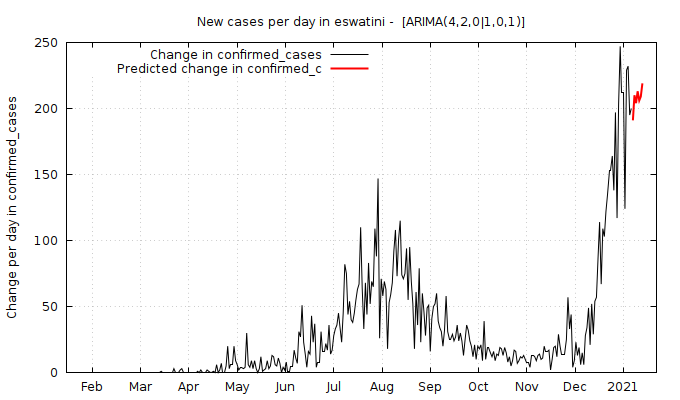 New cases per day in eswatini - [ARIMA(4,2,0|1,0,1)]
Change in confirmed_cases
Predicted change in confirmed_c
Change per day in confirmed_cases
250
200
150
100
50
0
Feb Mar Apr May Jun Jul Aug Sep Oct Nov Dec 2021